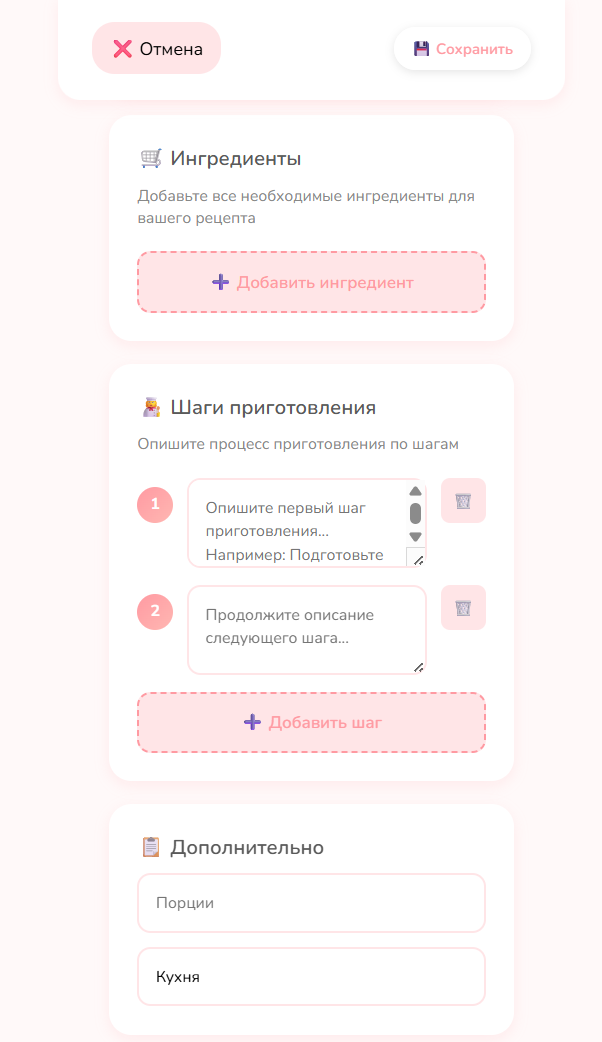 Отмена
Сохранить
Ингредиенты
Добавьте все необходимые ингредиенты для
вашего рецепта
Добавить ингредиент
Шаги приготовления
Опишите процесс приготовления по шагам
1
Опишите первый шаг
приготовления...
Например: Подготовьте
2
Продолжите описание
следующего шага...
Добавить шаг
Дополнительно
Порции
Кухня